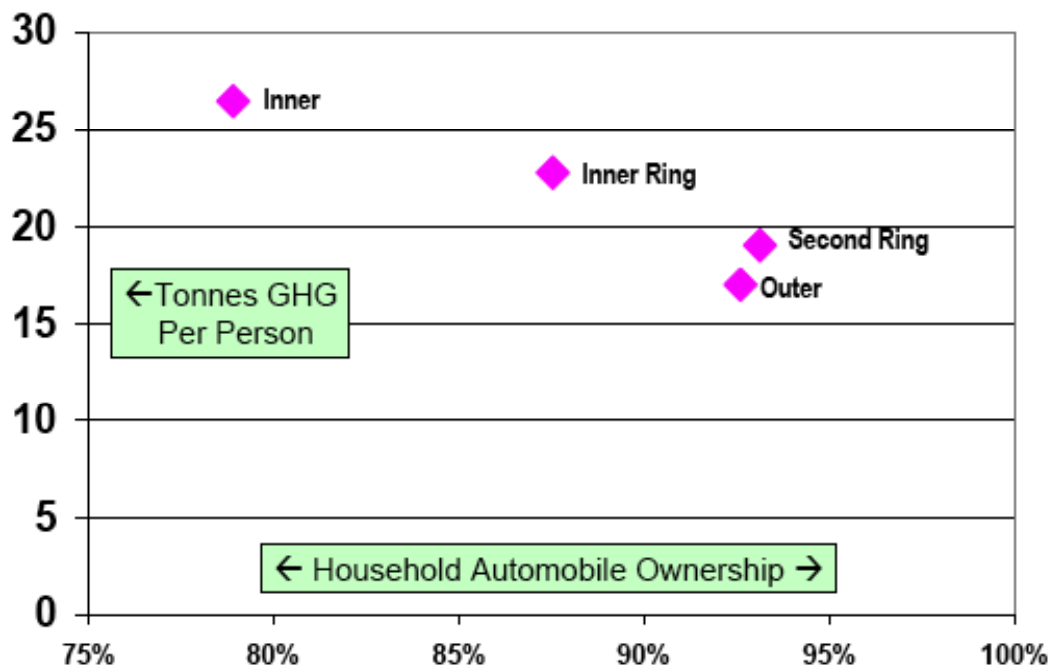 30
Inner
25
Inner Ring
20
Second Ring
Outer
←Tonnes GHG
Per Person
15
10
5
← Household Automobile Ownership →
0
75% 80% 85% 90% 95% 100%